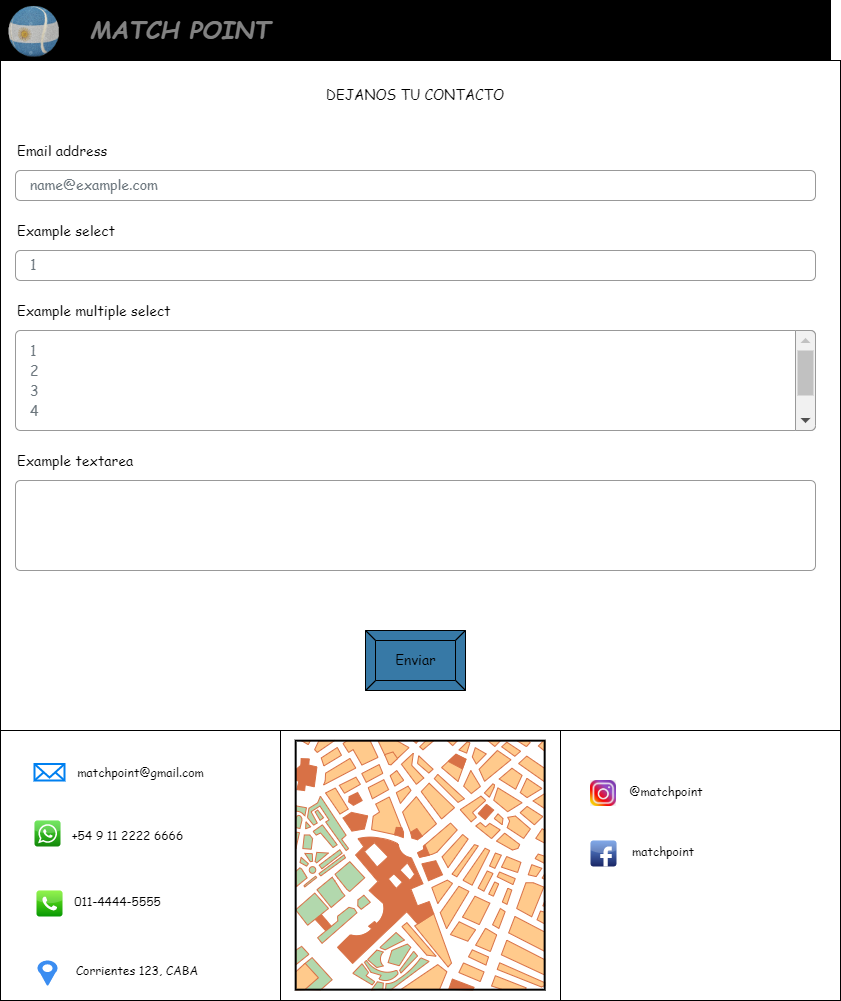 MATCH POINT
DEJANOS TU CONTACTO
Email address
name@example.com
Example select
1
Example multiple select
1
2
3
4
Example textarea
Enviar
matchpoint@gmail.com
+54 9 11 2222 6666
011-4444-5555
Corrientes 123, CABA
@matchpoint
matchpoint